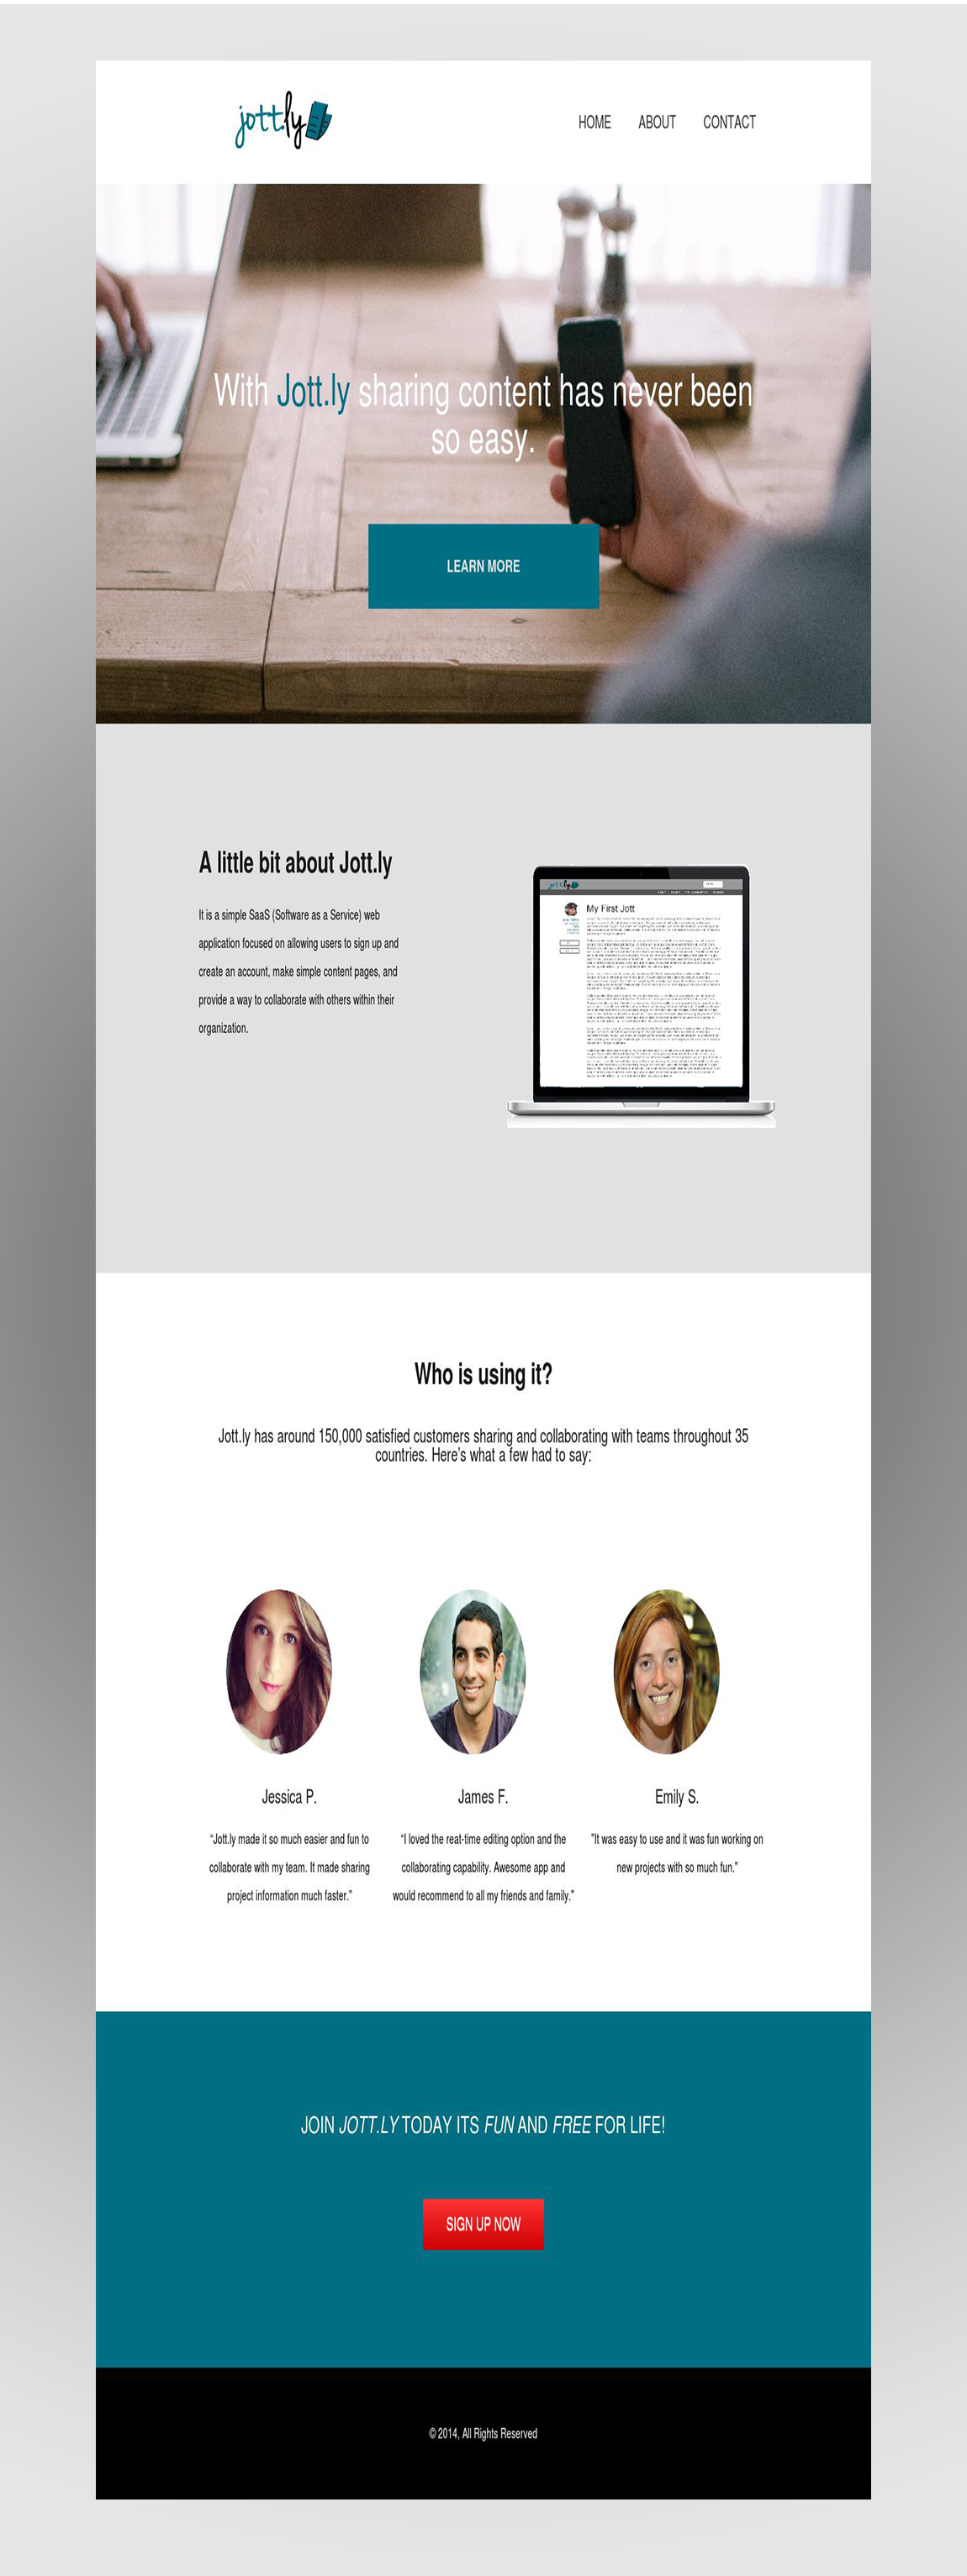 jott.ly
HOME ABOUT CONTACT
With Jott.ly sharing content has never been
so easy.
LEARN MORE
A little bit about Jott.ly
It is a simple SaaS (Software as a Service) web
application focused on allowing users to sign up and
create an account, make simple content pages, and
provide a way to collaborate with others within their
organization.
jott.ly
My First Jott
Who is using it?
Jott.ly has around 150,000 satisfied customers sharing and collaborating with teams throughout 35
countries. Here's what a few had to say:
Jessica P.
"Jott.ly made it so much easier and fun to
collaborate with my team. It made sharing
project information much faster."
James F.
"I loved the reat-time editing option and the
collaborating capability. Awesome app and
would recommend to all my friends and family."
Emily S.
"It was easy to use and it was fun working on
new projects with so much fun."
JOIN JOTT.LY TODAY ITS FUN AND FREE FOR LIFE!
SIGN UP NOW
© 2014, All Rights Reserved